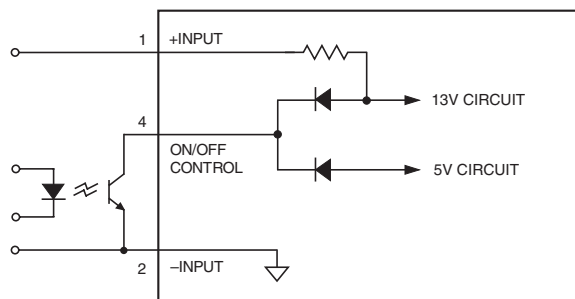 1 +INPUT
13V CIRCUIT
4
ON/OFF
CONTROL
5V CIRCUIT
2 –INPUT